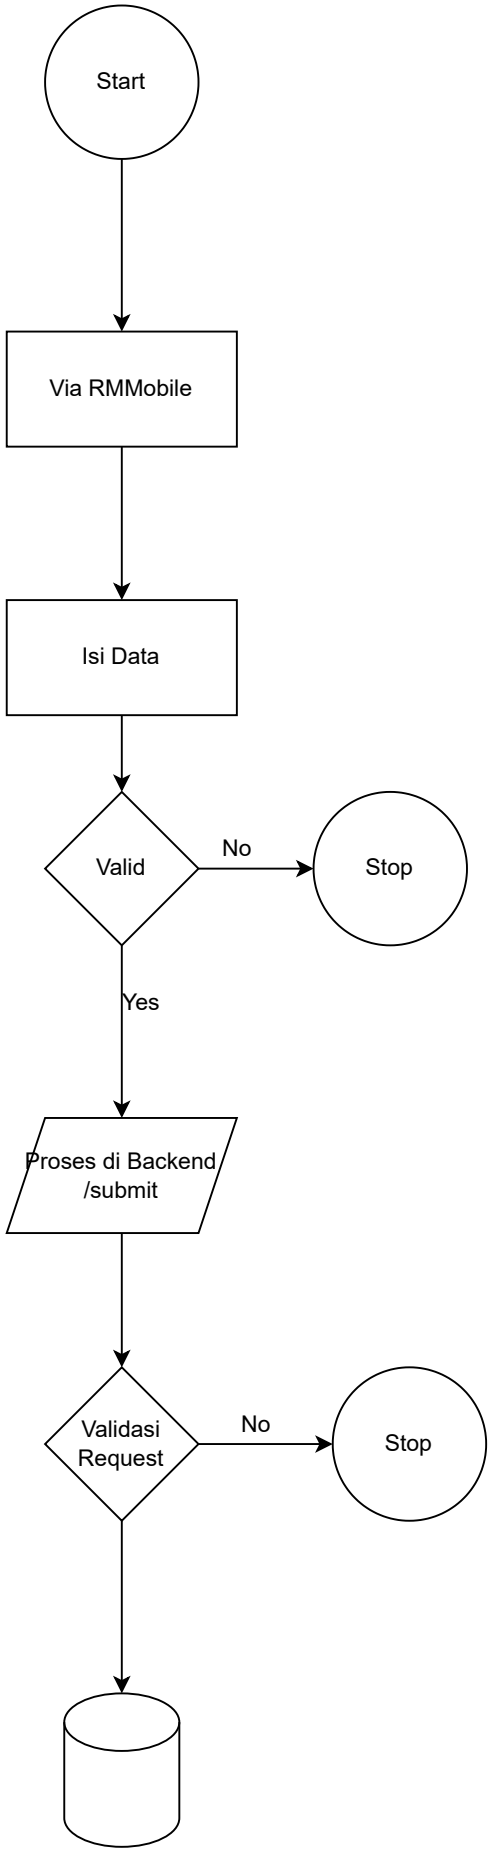 Start
Via RMMobile
Isi Data
Valid
No
Stop
Yes
Proses di Backend
/submit
Validasi
Request
No
Stop